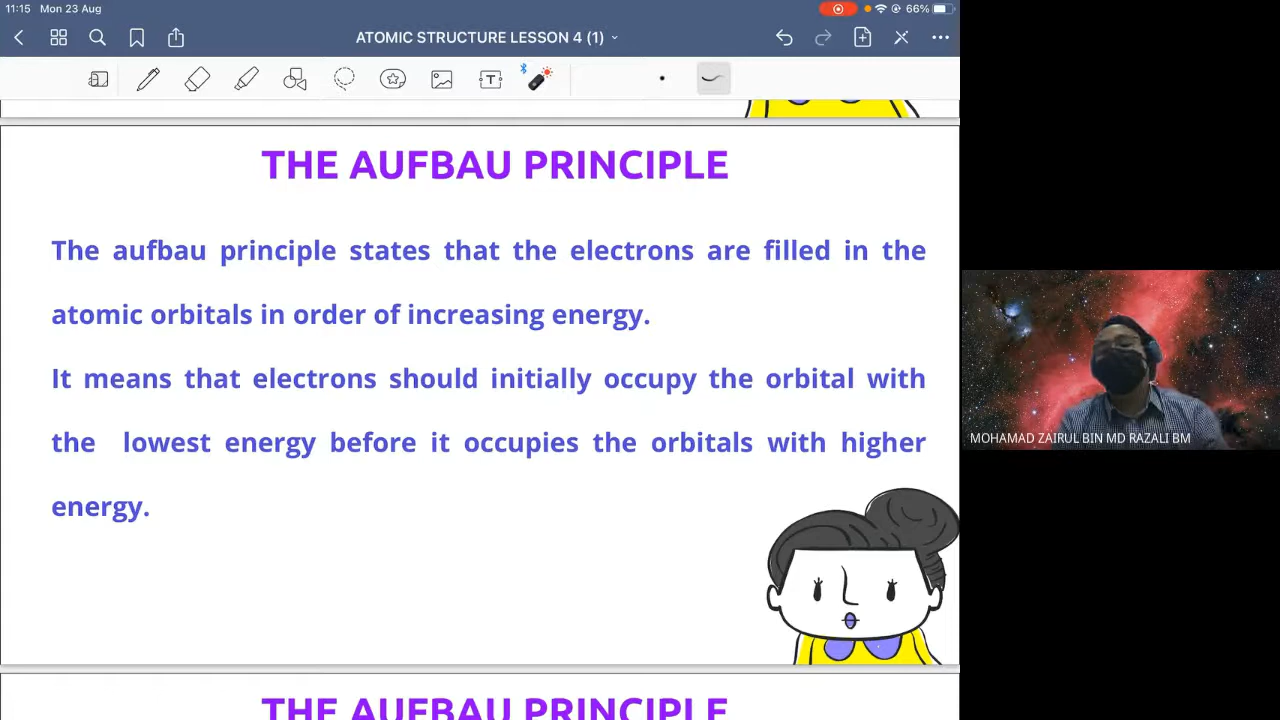 11:15 Mon 23 Aug
66%
ATOMIC STRUCTURE LESSON 4 (1)
T
THE AUFBAU PRINCIPLE
The aufbau principle states that the electrons are filled in the
atomic orbitals in order of increasing energy.
It means that electrons should initially occupy the orbital with
the lowest energy before it occupies the orbitals with higher
energy.
MOHAMAD ZAIRUL BIN MD RAZALI BM
THE AUFBAU PRINCIPLE